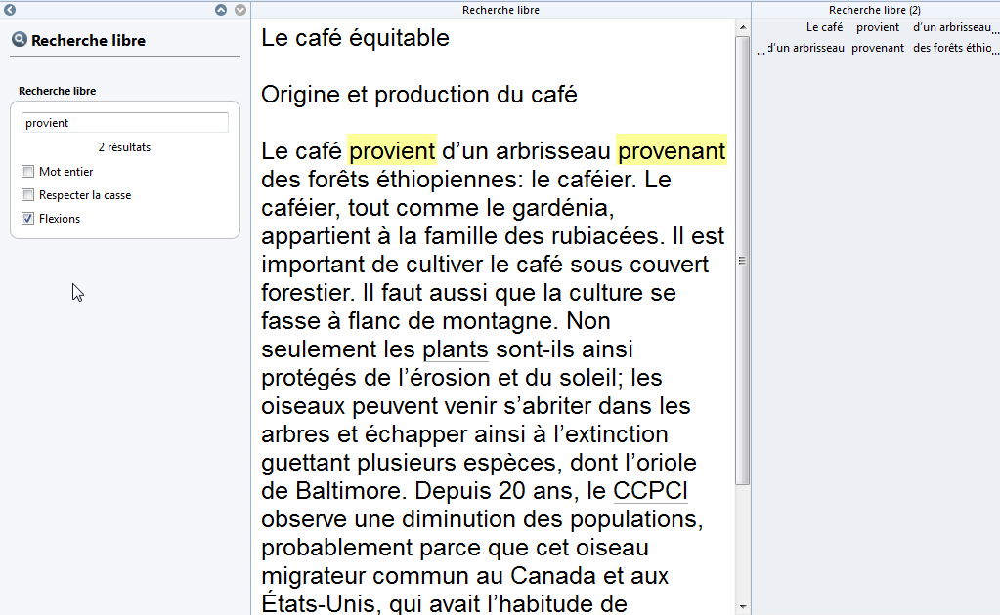 Recherche libre
Recherche libre
provient
2 résultats
Mot entier
Respecter la casse
Flexions
Recherche libre
Le café équitable
Origine et production du café
Le café provient d’un arbrisseau provenant
des forêts éthiopiennes: le caféier. Le
caféier, tout comme le gardénia,
appartient à la famille des rubiacées. Il est
important de cultiver le café sous couvert
forestier. Il faut aussi que la culture se
fasse à flanc de montagne. Non
seulement les plants sont-ils ainsi
protégés de l’érosion et du soleil; les
oiseaux peuvent venir s’abriter dans les
arbres et échapper ainsi à l’extinction
guettant plusieurs espèces, dont l’oriole
de Baltimore. Depuis 20 ans, le CCPCI
observe une diminution des populations,
probablement parce que cet oiseau
migrateur commun au Canada et aux
États-Unis, qui avait l’habitude de
Recherche libre (2)
Le café provient d’un arbrisseau...
... d’un arbrisseau provenant des forêts éthio...